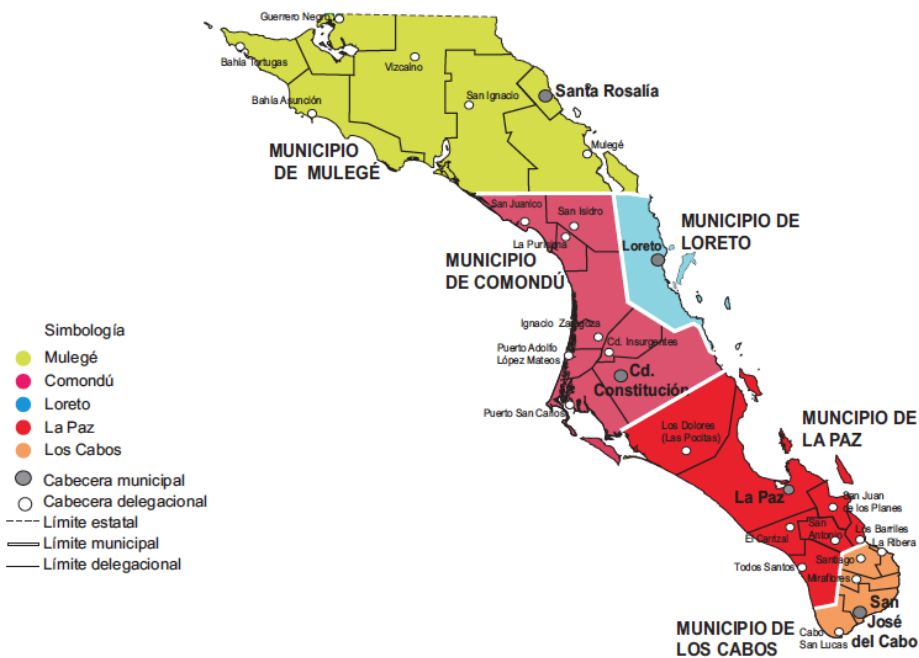 Guerrero Negro
Bahía Tortugas
Vizcaíno
Bahía Asunción
San Ignacio
Santa Rosalía
Mulegé
MUNICIPIO
DE MULEGÉ
San Juanico
San Isidro
La Purísima
MUNICIPIO DE
LORETO
Loreto
MUNICIPIO
DE COMONDÚ
Ignacio Zaragoza
Puerto Adolfo
López Mateos
Cd. Insurgentes
Cd.
Constitución
Puerto San Carlos
Simbología
Mulegé
Comondú
Loreto
La Paz
Los Cabos
Cabecera municipal
Cabecera delegacional
Límite estatal
Límite municipal
Límite delegacional
Los Dolores
(Las Pocitas)
MUNCIPIO DE
LA PAZ
La Paz
San Juan
de los Planes
San
Antonio
Los Barriles
La Ribera
El Carrizal
Santiago
Todos Santos
Miraflores
San
José
del Cabo
Cabo
San Lucas
MUNICIPIO DE
LOS CABOS